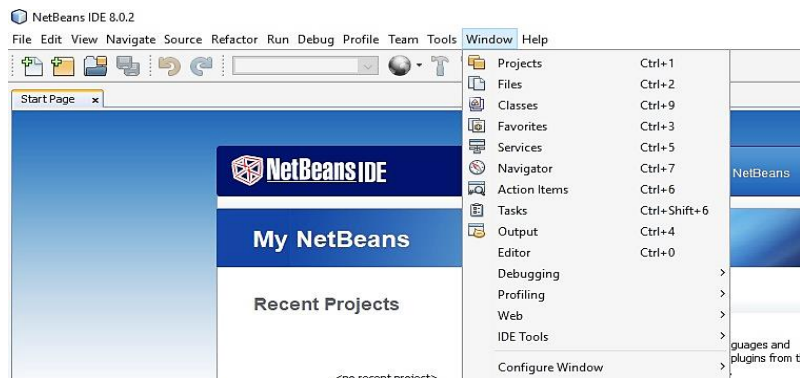 NetBeans IDE 8.0.2
File Edit View Navigate Source Refactor Run Debug Profile Team Tools Window Help
Start Page x
Projects Ctrl+1
Files Ctrl+2
Classes Ctrl+9
Favorites Ctrl+3
Services Ctrl+5
Navigator Ctrl+7
Action Items Ctrl+6
Tasks Ctrl+Shift+6
Output Ctrl+4
Editor Ctrl+0
Debugging
Profiling
Web
IDE Tools
Configure Window
NetBeans IDE
NetBeans
My NetBeans
Recent Projects
<no recent project>
guages and
plugins from t